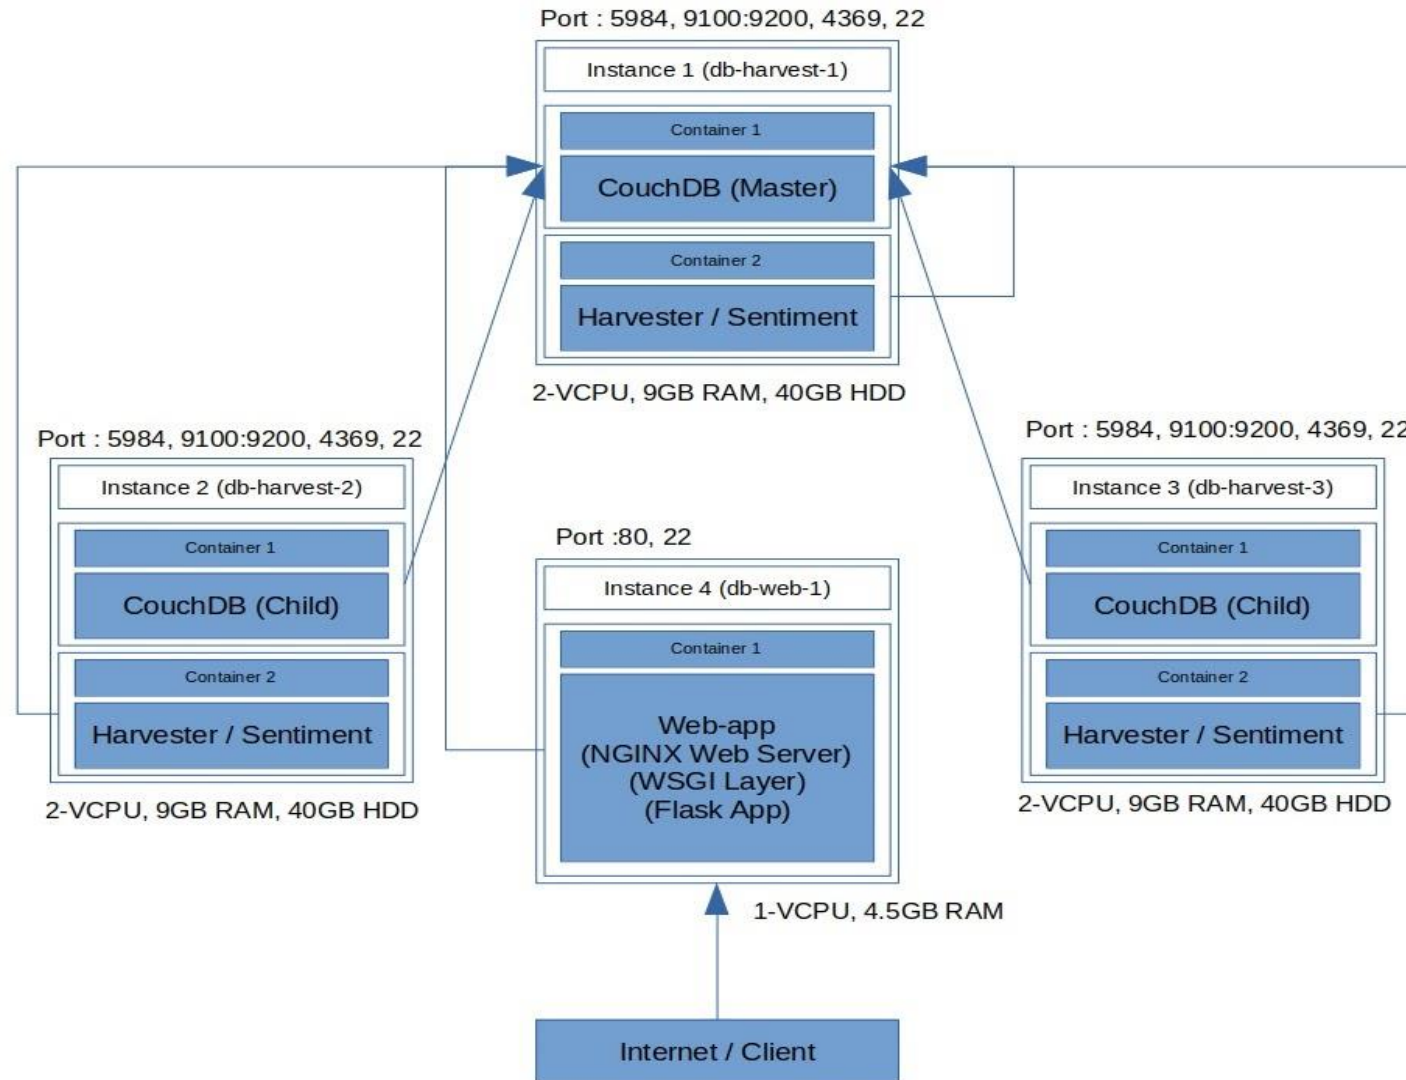 Port : 5984, 9100:9200, 4369, 22
Instance 1 (db-harvest-1)
Container 1
CouchDB (Master)
Container 2
Harvester / Sentiment
2-VCPU, 9GB RAM, 40GB HDD
Port : 5984, 9100:9200, 4369, 22
Instance 2 (db-harvest-2)
Container 1
CouchDB (Child)
Container 2
Harvester / Sentiment
2-VCPU, 9GB RAM, 40GB HDD
Port :80, 22
Instance 4 (db-web-1)
Container 1
Web-app
(NGINX Web Server)
(WSGI Layer)
(Flask App)
1-VCPU, 4.5GB RAM
Port : 5984, 9100:9200, 4369, 22
Instance 3 (db-harvest-3)
Container 1
CouchDB (Child)
Container 2
Harvester / Sentiment
2-VCPU, 9GB RAM, 40GB HDD
Internet / Client